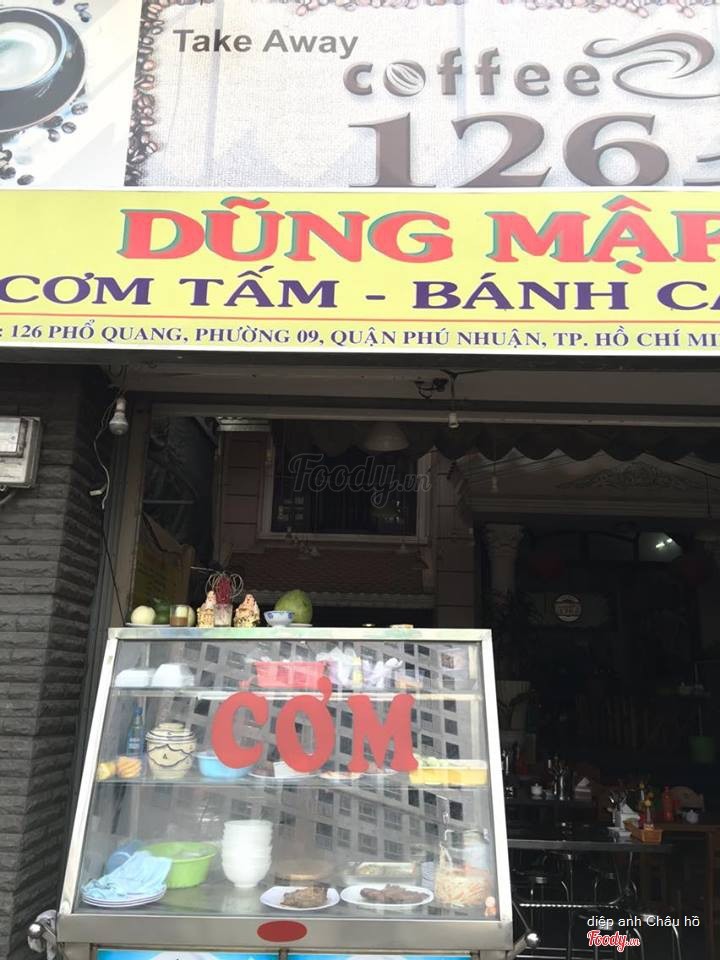 Take Away
coffee
126
DŨNG MẬP
CƠM TẤM - BÁNH CA
: 126 PHỔ QUANG, PHƯỜNG 09, QUẬN PHÚ NHUẬN, TP. HỒ CHÍ MI
Foody.vn
CƠM
diệp anh Châu hồ
Foody.vn